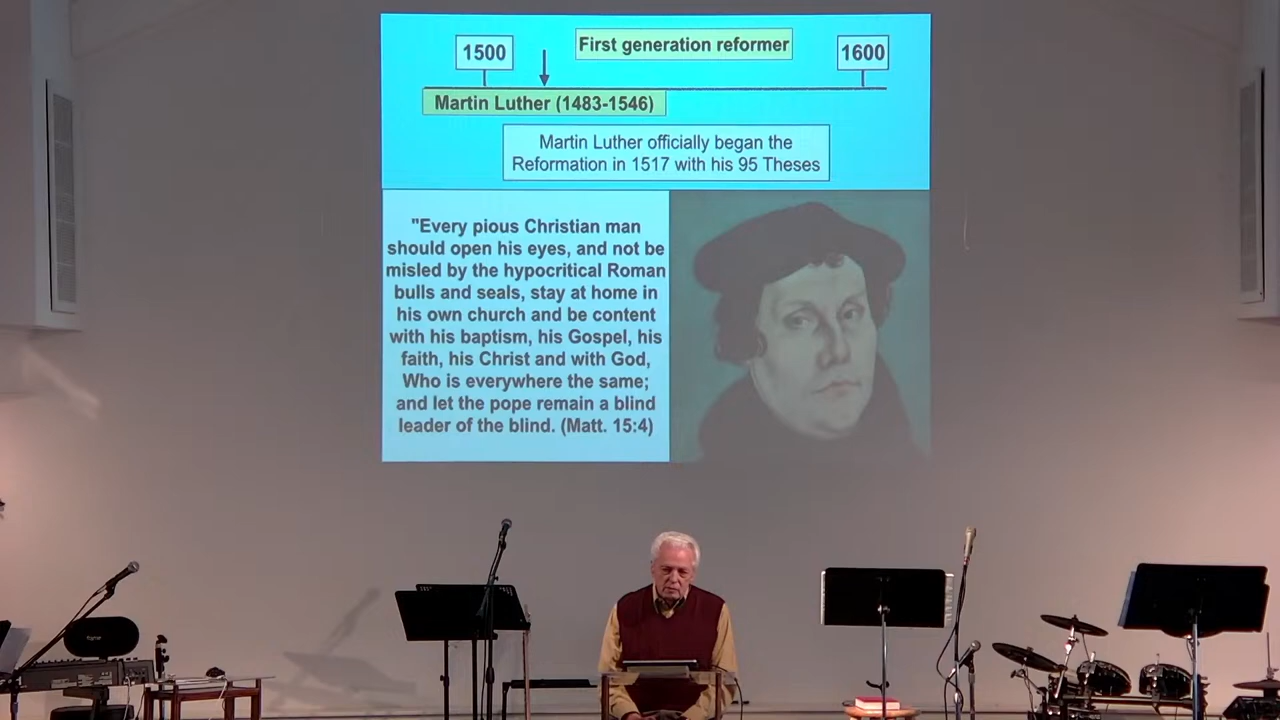 1500
First generation reformer
1600
Martin Luther (1483-1546)
Martin Luther officially began the
Reformation in 1517 with his 95 Theses
"Every pious Christian man
should open his eyes, and not be
misled by the hypocritical Roman
bulls and seals, stay at home in
his own church and be content
with his baptism, his Gospel, his
faith, his Christ and with God,
Who is everywhere the same;
and let the pope remain a blind
leader of the blind. (Matt. 15:4)